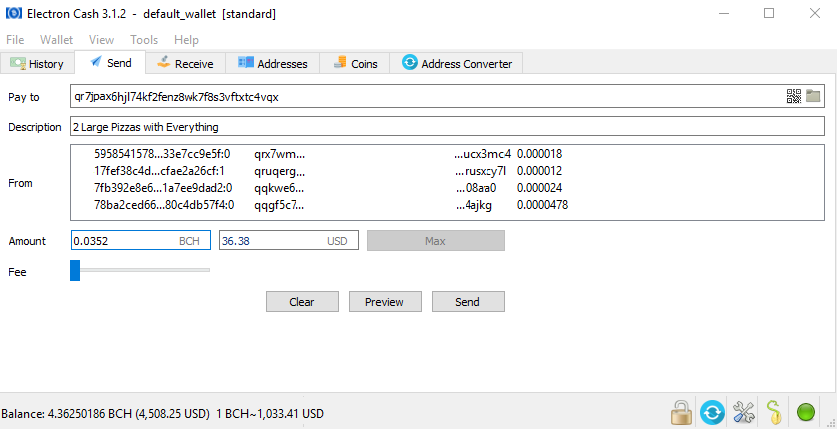 Electron Cash 3.1.2 - default_wallet [standard]
File Wallet View Tools Help
History Send Receive Addresses Coins Address Converter
Pay to qr7jpax6hjl74kf2fenz8wk7f8s3vftxtc4vqx
Description 2 Large Pizzas with Everything
From
5958541578...33e7cc9e5f:0 qrx7wm... ...ucx3mc4 0.000018
17fef38c4d...cfae2a26cf:1 qruqerg... ...rusxcy7l 0.000012
7fb392e8e6...1a7ee9dad2:0 qqkwe6... ...08aa0 0.000024
78ba2ced66...80c4db57f4:0 qqgf5c7... ...4ajkg 0.0000478
Amount 0.0352 BCH 36.38 USD Max
Fee
Clear Preview Send
Balance: 4.36250186 BCH (4,508.25 USD) 1 BCH~1,033.41 USD